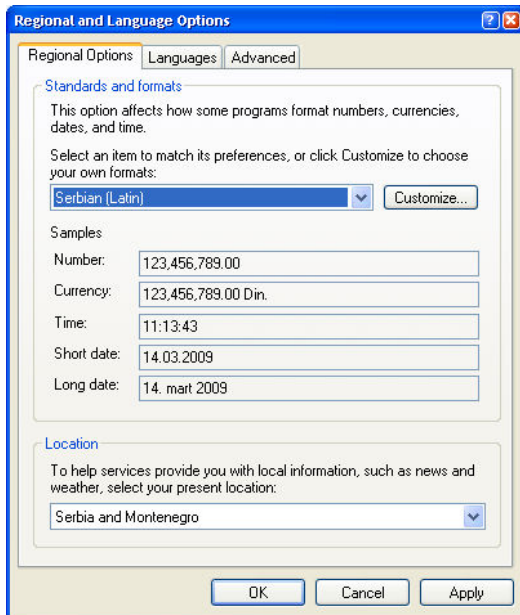 Regional and Language Options
Regional Options
Languages
Advanced
Standards and formats
This option affects how some programs format numbers, currencies,
dates, and time.
Select an item to match its preferences, or click Customize to choose
your own formats:
Serbian (Latin)
Customize...
Samples
Number:
123,456,789.00
Currency:
123,456,789.00 Din.
Time:
11:13:43
Short date:
14.03.2009
Long date:
14. mart 2009
Location
To help services provide you with local information, such as news and
weather, select your present location:
Serbia and Montenegro
OK
Cancel
Apply